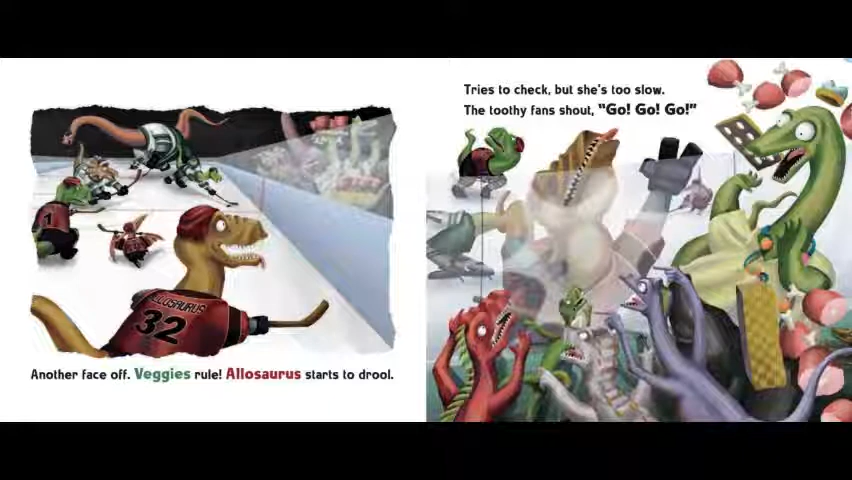 Tries to check, but she's too slow.
The toothy fans shout, "Go! Go! Go!"
1
ALLOSAURUS
32
Another face off. Veggies rule! Allosaurus starts to drool.